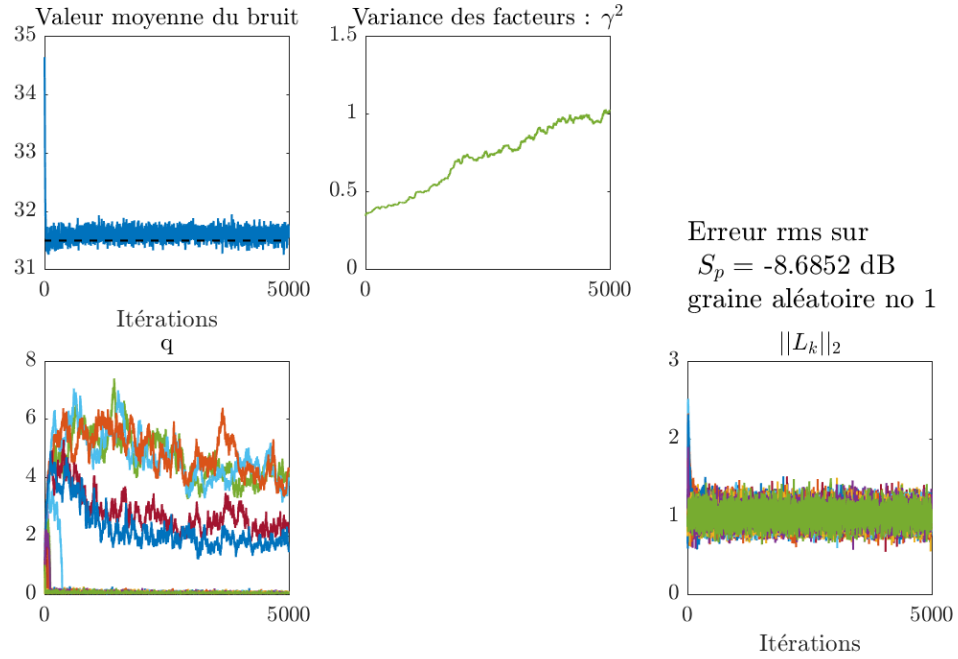 Valeur moyenne du bruit
35
34
33
32
31
0
5000
Itérations
Variance des facteurs : γ²
1.5
1
0.5
0
0
5000
Erreur rms sur
S_p = -8.6852 dB
graine aléatoire no 1
q
8
6
4
2
0
0
5000
||L_k||_2
3
2
1
0
0
5000
Itérations